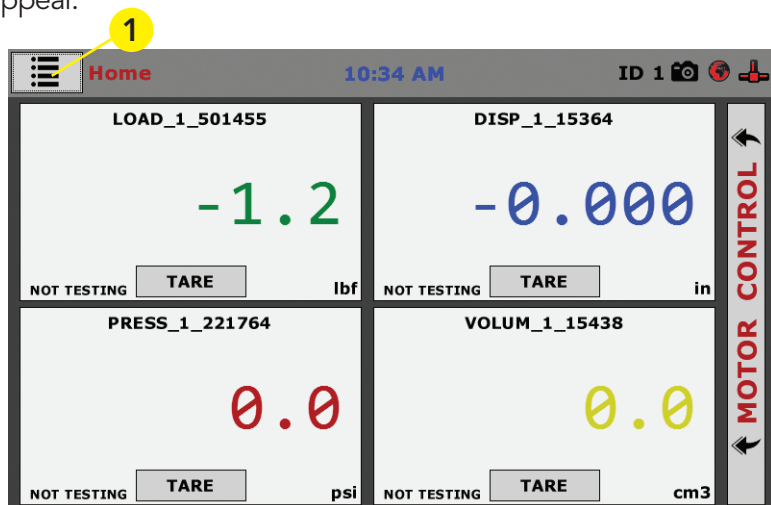 ppear.
1
Home 10:34 AM ID 1
LOAD_1_501455
-1.2
NOT TESTING TARE lbf
DISP_1_15364
-0.000
NOT TESTING TARE in
PRESS_1_221764
0.0
NOT TESTING TARE psi
VOLUM_1_15438
0.0
NOT TESTING TARE cm3
MOTOR CONTROL